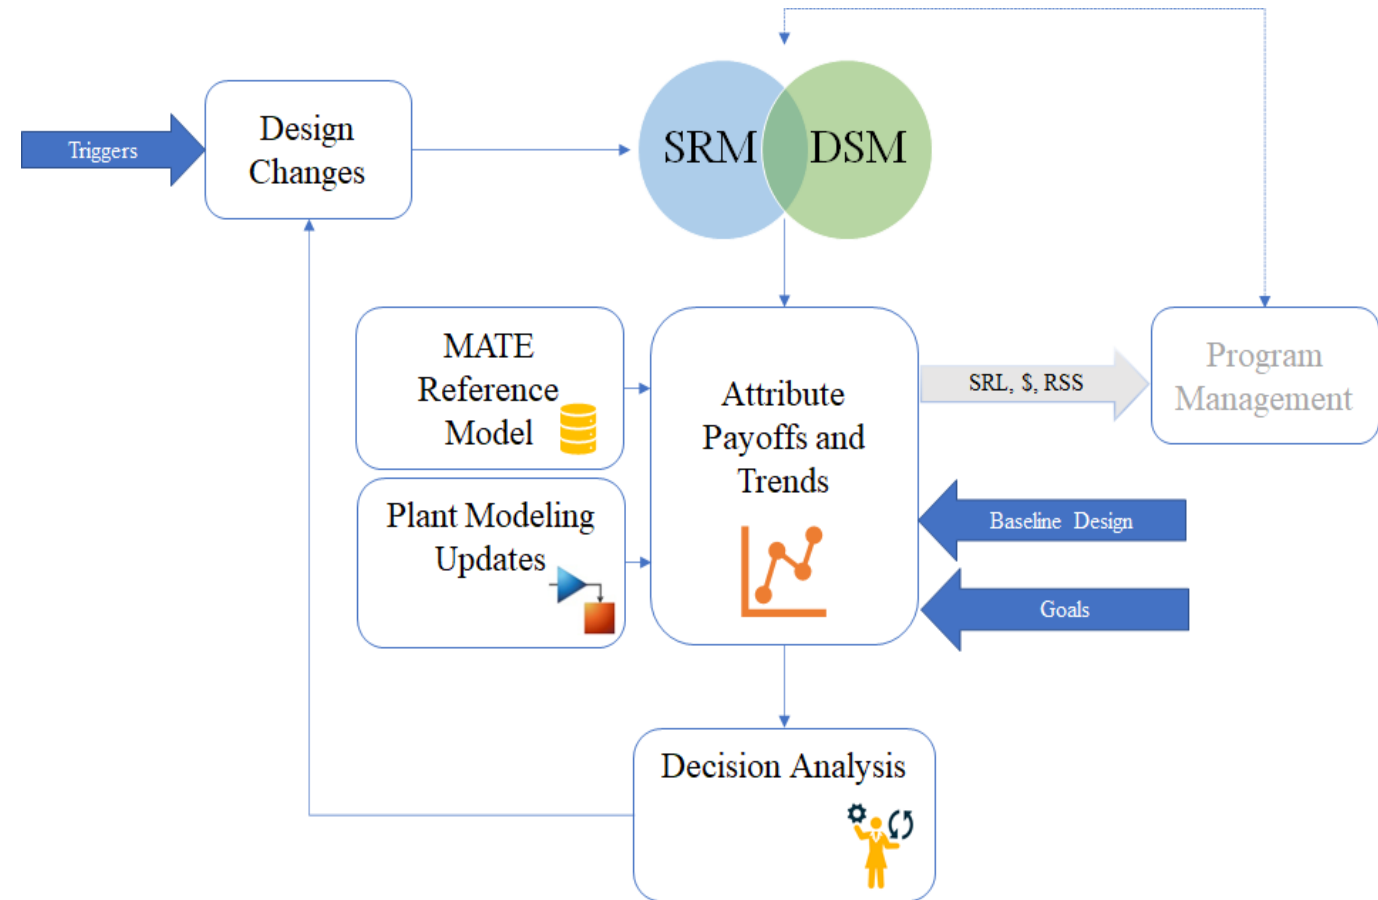 Triggers
Design
Changes
SRM
DSM
MATE
Reference
Model
Plant Modeling
Updates
Attribute
Payoffs and
Trends
SRL, $, RSS
Program
Management
Baseline Design
Goals
Decision Analysis